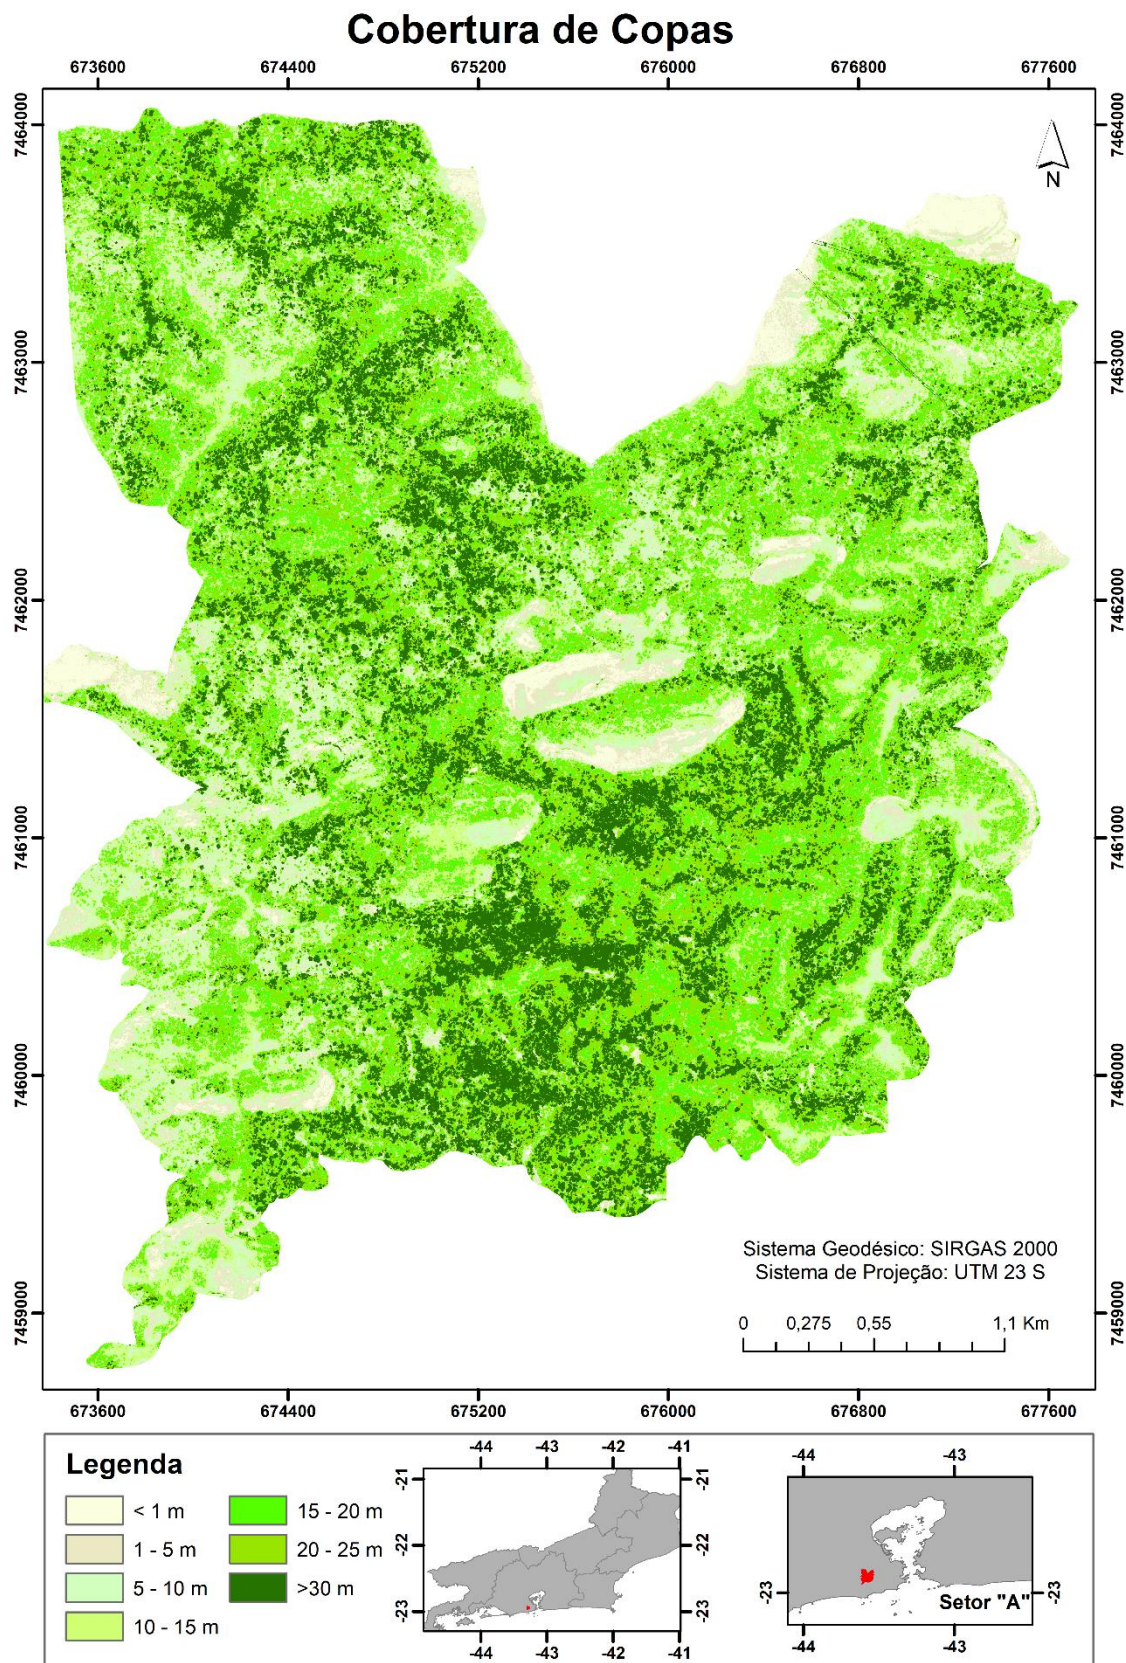 Cobertura de Copas
673600 674400 675200 676000 676800 677600
7464000 7464000
N
7463000 7463000
7462000 7462000
7461000 7461000
7460000 7460000
Sistema Geodésico: SIRGAS 2000
Sistema de Projeção: UTM 23 S
7459000 7459000
0 0,275 0,55 1,1 Km
673600 674400 675200 676000 676800 677600
Legenda
< 1 m
1 - 5 m
5 - 10 m
10 - 15 m
15 - 20 m
20 - 25 m
>30 m
-44 -43 -42 -41
-21 -21
-22 -22
-23 -23
-44 -43 -42 -41
-44 -43
-23 -23
Setor "A"
-44 -43